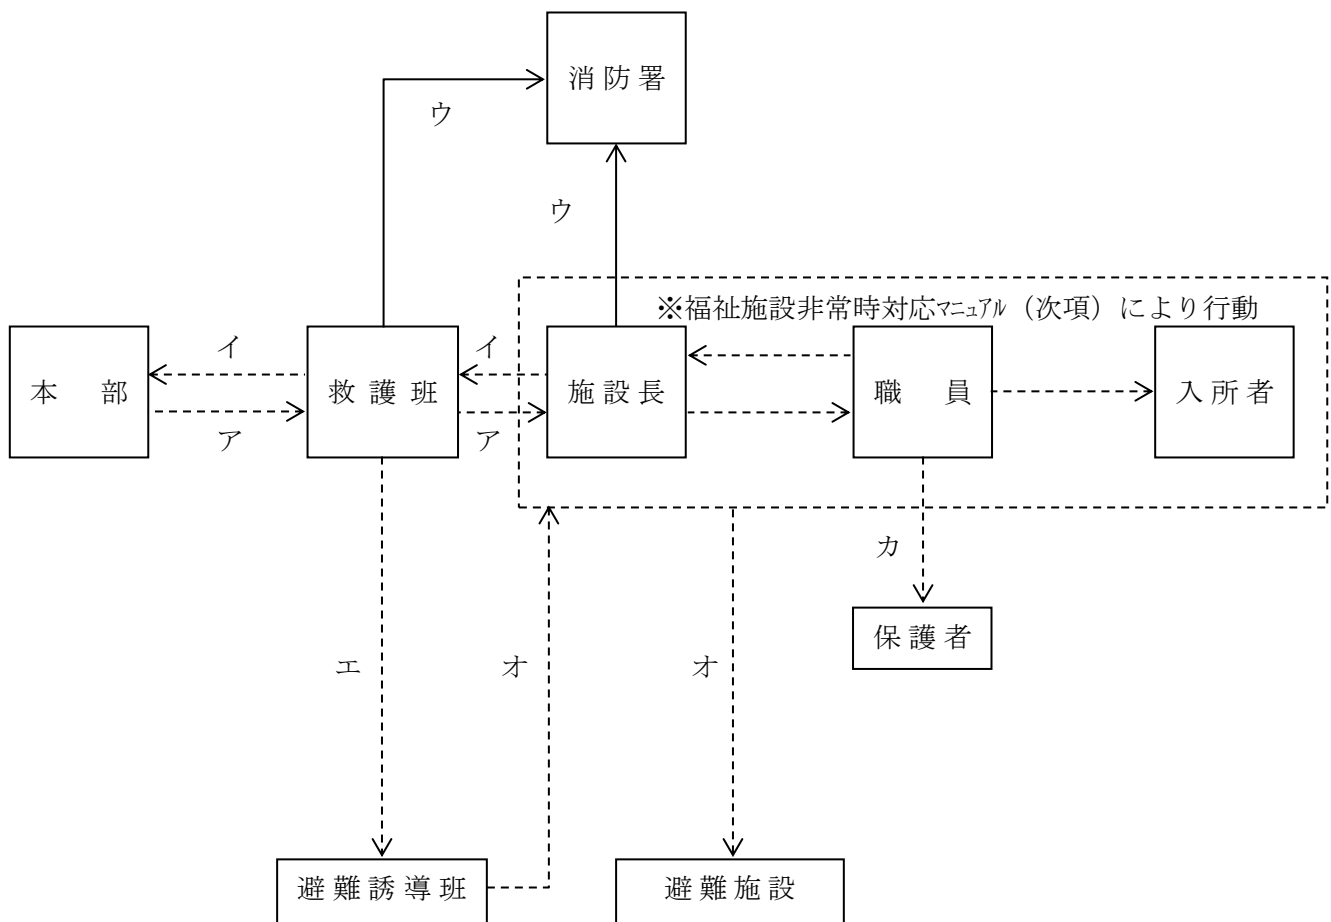 消防署
ウ
ウ
※福祉施設非常時対応マニュアル（次項）により行動
イ
イ
本　部
救護班
施設長
職　員
入所者
ア
ア
カ
保護者
エ
オ
オ
避難誘導班
避難施設